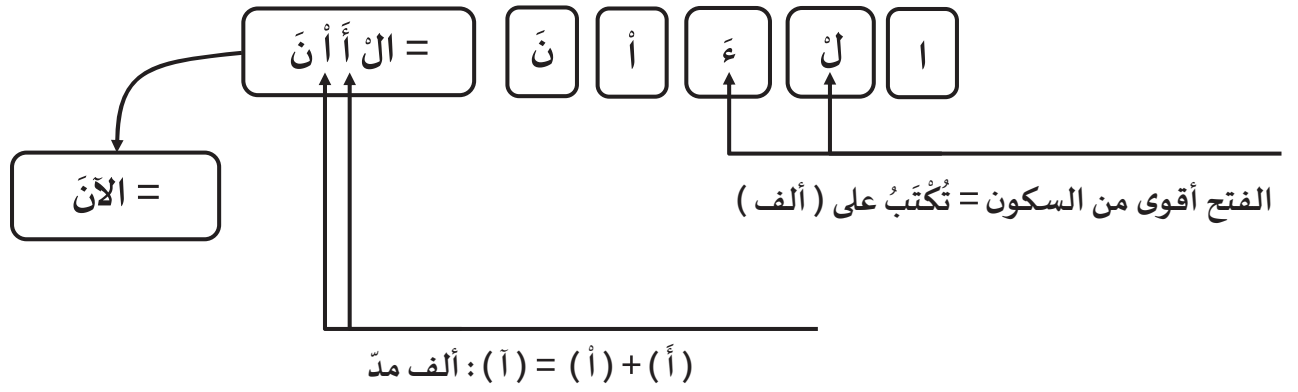 ا لْ ءَ اْ نَ = الْ أَ اْ نَ
= الآنَ
الفتح أقوى من السكون = تُكْتَبُ على ( ألف )
(أَ) + (اْ) = (آ) : ألف مدّ